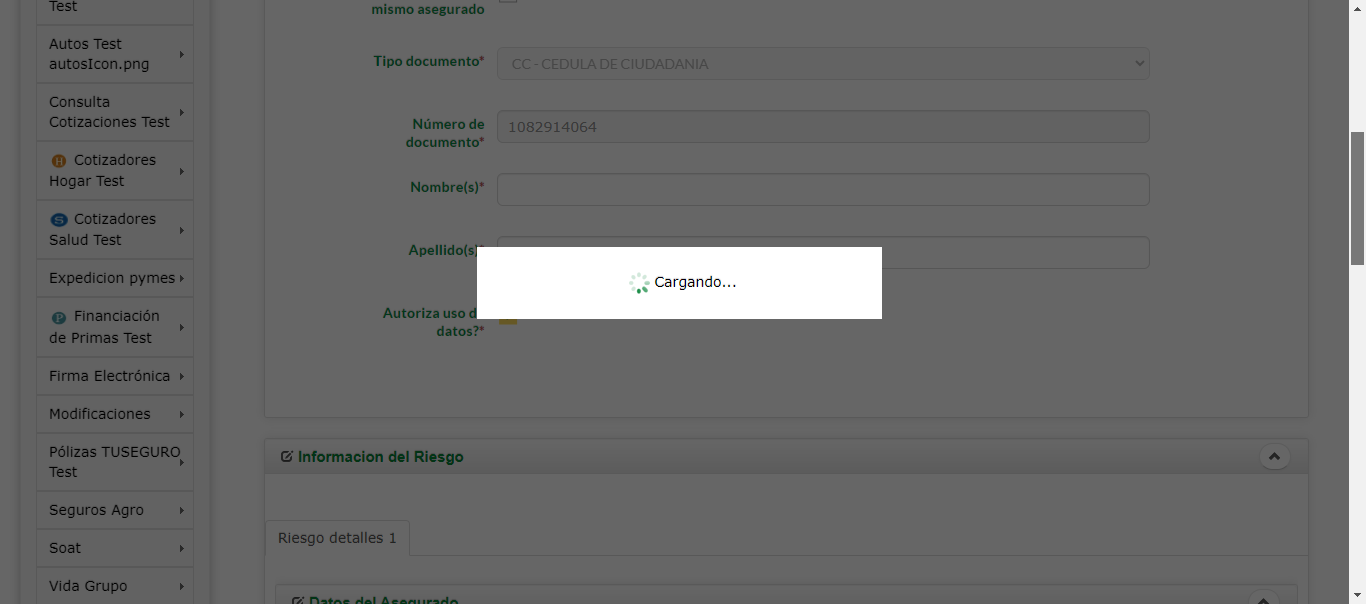 Test
Autos Test
autosIcon.png
Consulta
Cotizaciones Test
H Cotizadores
Hogar Test
S Cotizadores
Salud Test
Expedicion pymes
P Financiación
de Primas Test
Firma Electrónica
Modificaciones
Pólizas TUSEGURO
Test
Seguros Agro
Soat
Vida Grupo
mismo asegurado
Tipo documento*
CC - CEDULA DE CIUDADANIA
Número de
documento*
1082914064
Nombre(s)*
Apellido(s)*
Cargando...
Autoriza uso d
datos?*
Informacion del Riesgo
Riesgo detalles 1
Datos del Asegurado